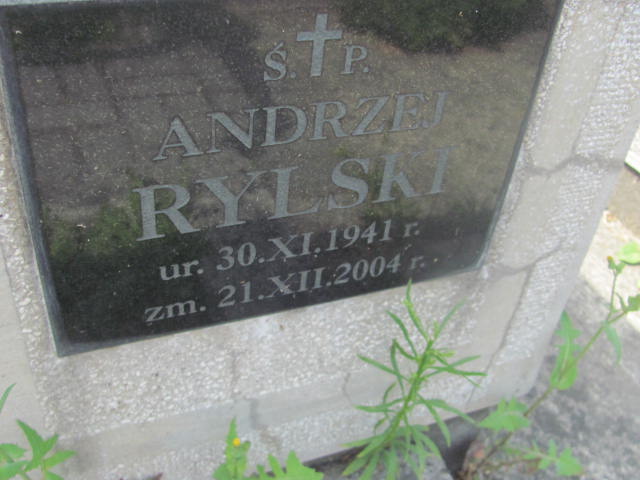 Ś. P.
ANDRZEJ
RYLSKI
ur. 30.XI.1941 r.
zm. 21.XII.2004 r.